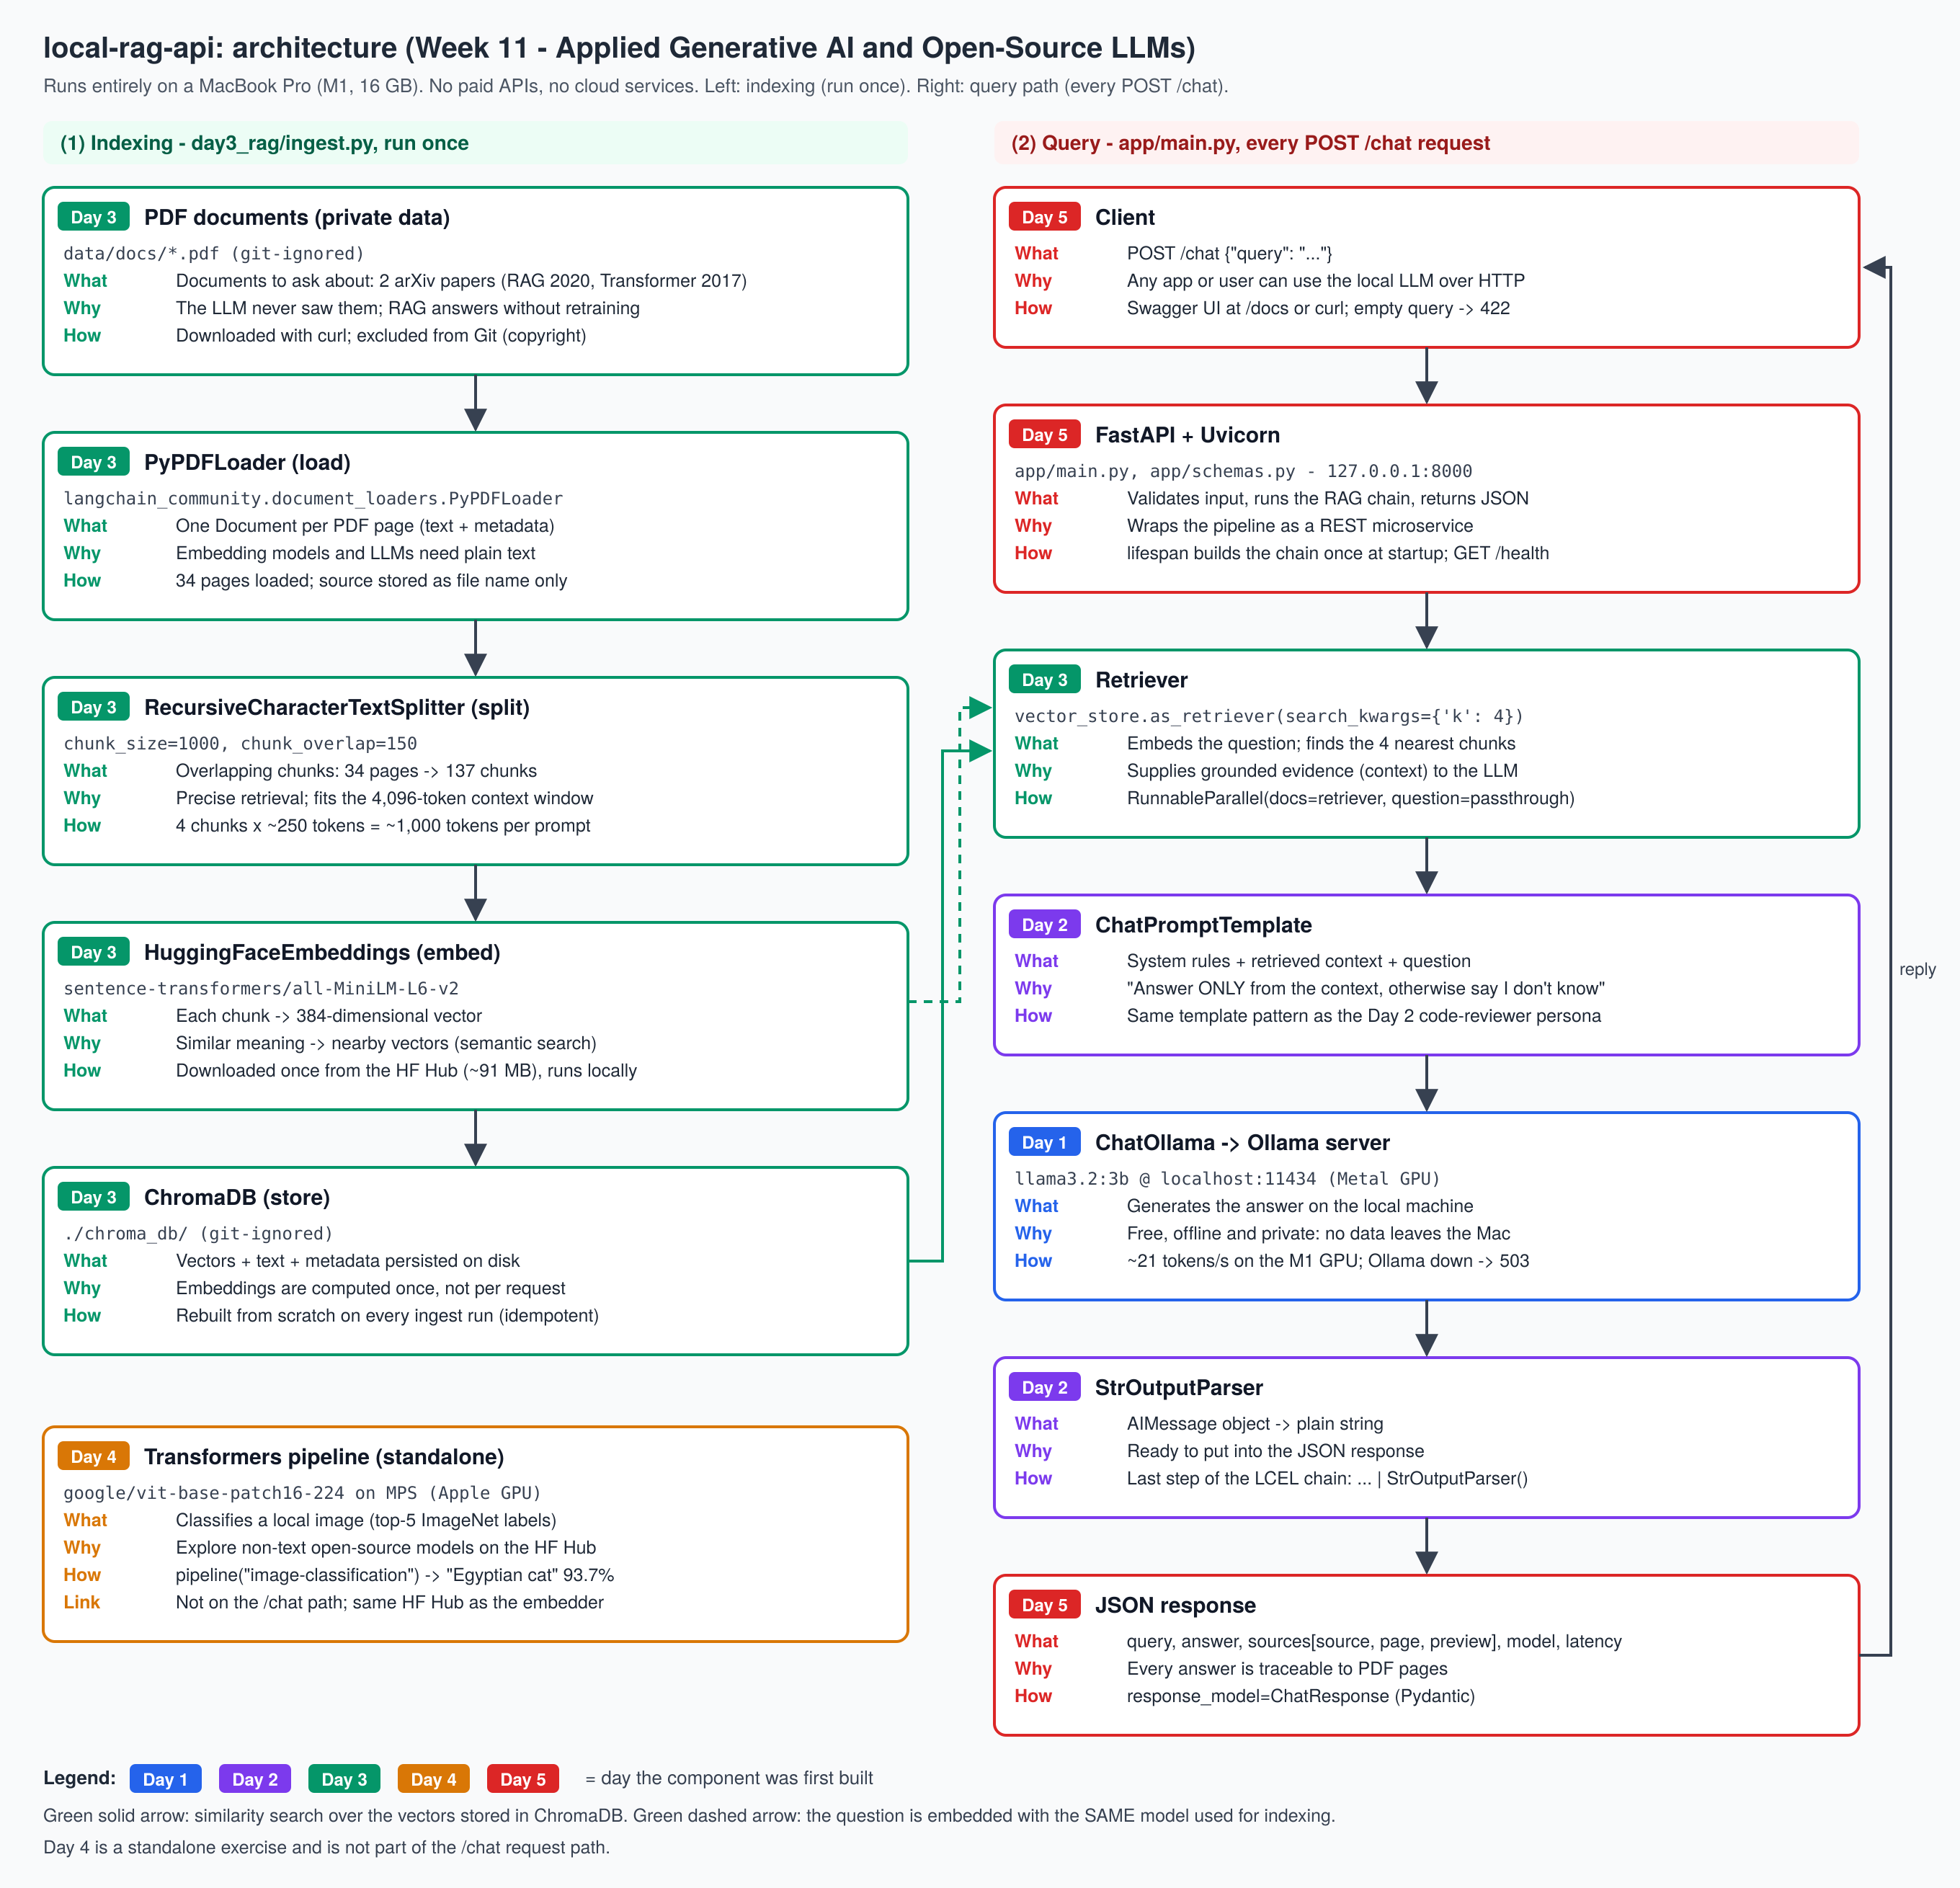 local-rag-api: architecture (Week 11 - Applied Generative AI and Open-Source LLMs)
Runs entirely on a MacBook Pro (M1, 16 GB). No paid APIs, no cloud services. Left: indexing (run once). Right: query path (every POST /chat).
(1) Indexing - day3_rag/ingest.py, run once
Day 3 PDF documents (private data)
data/docs/*.pdf (git-ignored)
What Documents to ask about: 2 arXiv papers (RAG 2020, Transformer 2017)
Why The LLM never saw them; RAG answers without retraining
How Downloaded with curl; excluded from Git (copyright)
Day 3 PyPDFLoader (load)
langchain_community.document_loaders.PyPDFLoader
What One Document per PDF page (text + metadata)
Why Embedding models and LLMs need plain text
How 34 pages loaded; source stored as file name only
Day 3 RecursiveCharacterTextSplitter (split)
chunk_size=1000, chunk_overlap=150
What Overlapping chunks: 34 pages -> 137 chunks
Why Precise retrieval; fits the 4,096-token context window
How 4 chunks x ~250 tokens = ~1,000 tokens per prompt
Day 3 HuggingFaceEmbeddings (embed)
sentence-transformers/all-MiniLM-L6-v2
What Each chunk -> 384-dimensional vector
Why Similar meaning -> nearby vectors (semantic search)
How Downloaded once from the HF Hub (~91 MB), runs locally
Day 3 ChromaDB (store)
./chroma_db/ (git-ignored)
What Vectors + text + metadata persisted on disk
Why Embeddings are computed once, not per request
How Rebuilt from scratch on every ingest run (idempotent)
Day 4 Transformers pipeline (standalone)
google/vit-base-patch16-224 on MPS (Apple GPU)
What Classifies a local image (top-5 ImageNet labels)
Why Explore non-text open-source models on the HF Hub
How pipeline("image-classification") -> "Egyptian cat" 93.7%
Link Not on the /chat path; same HF Hub as the embedder
(2) Query - app/main.py, every POST /chat request
Day 5 Client
What POST /chat {"query": "..."}
Why Any app or user can use the local LLM over HTTP
How Swagger UI at /docs or curl; empty query -> 422
Day 5 FastAPI + Uvicorn
app/main.py, app/schemas.py - 127.0.0.1:8000
What Validates input, runs the RAG chain, returns JSON
Why Wraps the pipeline as a REST microservice
How lifespan builds the chain once at startup; GET /health
Day 3 Retriever
vector_store.as_retriever(search_kwargs={'k': 4})
What Embeds the question; finds the 4 nearest chunks
Why Supplies grounded evidence (context) to the LLM
How RunnableParallel(docs=retriever, question=passthrough)
Day 2 ChatPromptTemplate
What System rules + retrieved context + question
Why "Answer ONLY from the context, otherwise say I don't know"
How Same template pattern as the Day 2 code-reviewer persona
Day 1 ChatOllama -> Ollama server
llama3.2:3b @ localhost:11434 (Metal GPU)
What Generates the answer on the local machine
Why Free, offline and private: no data leaves the Mac
How ~21 tokens/s on the M1 GPU; Ollama down -> 503
Day 2 StrOutputParser
What AIMessage object -> plain string
Why Ready to put into the JSON response
How Last step of the LCEL chain: ... | StrOutputParser()
Day 5 JSON response
What query, answer, sources[source, page, preview], model, latency
Why Every answer is traceable to PDF pages
How response_model=ChatResponse (Pydantic)
reply
Legend: Day 1 Day 2 Day 3 Day 4 Day 5 = day the component was first built
Green solid arrow: similarity search over the vectors stored in ChromaDB. Green dashed arrow: the question is embedded with the SAME model used for indexing.
Day 4 is a standalone exercise and is not part of the /chat request path.